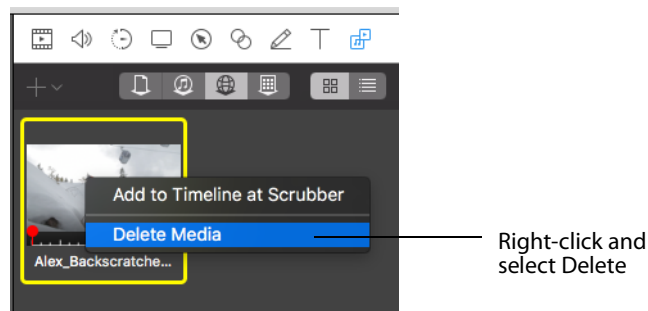 Add to Timeline at Scrubber
Delete Media
Alex_Backscratche...
Right-click and
select Delete